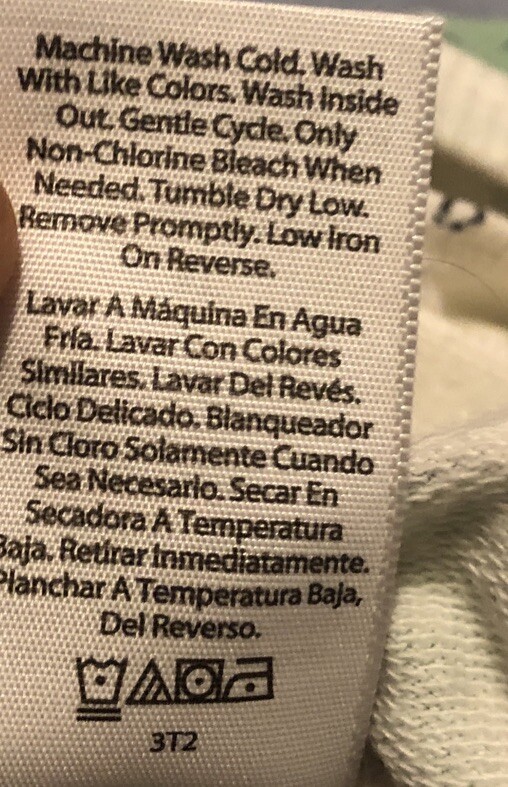 Machine Wash Cold. Wash
With Like Colors. Wash Inside
Out. Gentle Cycle. Only
Non-Chlorine Bleach When
Needed. Tumble Dry Low.
Remove Promptly. Low Iron
On Reverse.
Lavar A Máquina En Agua
Fría. Lavar Con Colores
Similares. Lavar Del Revés.
Ciclo Delicado. Blanqueador
Sin Cloro Solamente Cuando
Sea Necesario. Secar En
Secadora A Temperatura
Baja. Retirar Inmediatamente.
Planchar A Temperatura Baja,
Del Reverso.
3T2